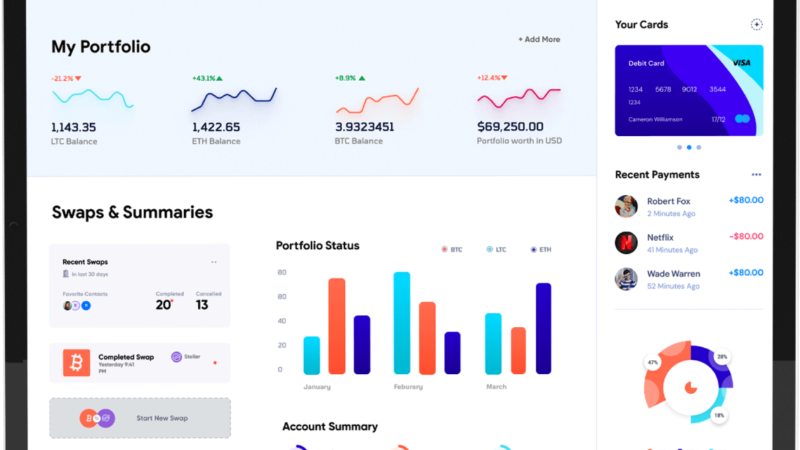 My Portfolio
+ Add More
-21.2%
+43.1%
+8.9%
+12.4%
1,143.35
1,422.65
3.9323451
$69,250.00
LTC Balance
ETH Balance
BTC Balance
Portfolio worth in USD
Swaps & Summaries
Recent Swaps
In last 30 days
Favorite Contacts
Completed
Cancelled
20
13
Completed Swap
Yesterday 9:AT
PM
Steller
Start New Swap
Portfolio Status
BTC
LTC
ETH
80
60
40
20
0
January
Feburery
March
Account Summary
Your Cards
Debit Card
VISA
1234 5678 9012 3544
1234
Cameron Williamson
17/12
Recent Payments
Robert Fox
+$80.00
2 Minutes Ago
Netflix
-$80.00
41 Minutes Ago
Wade Warren
+$80.00
52 Minutes Ago
47%
28%
18%